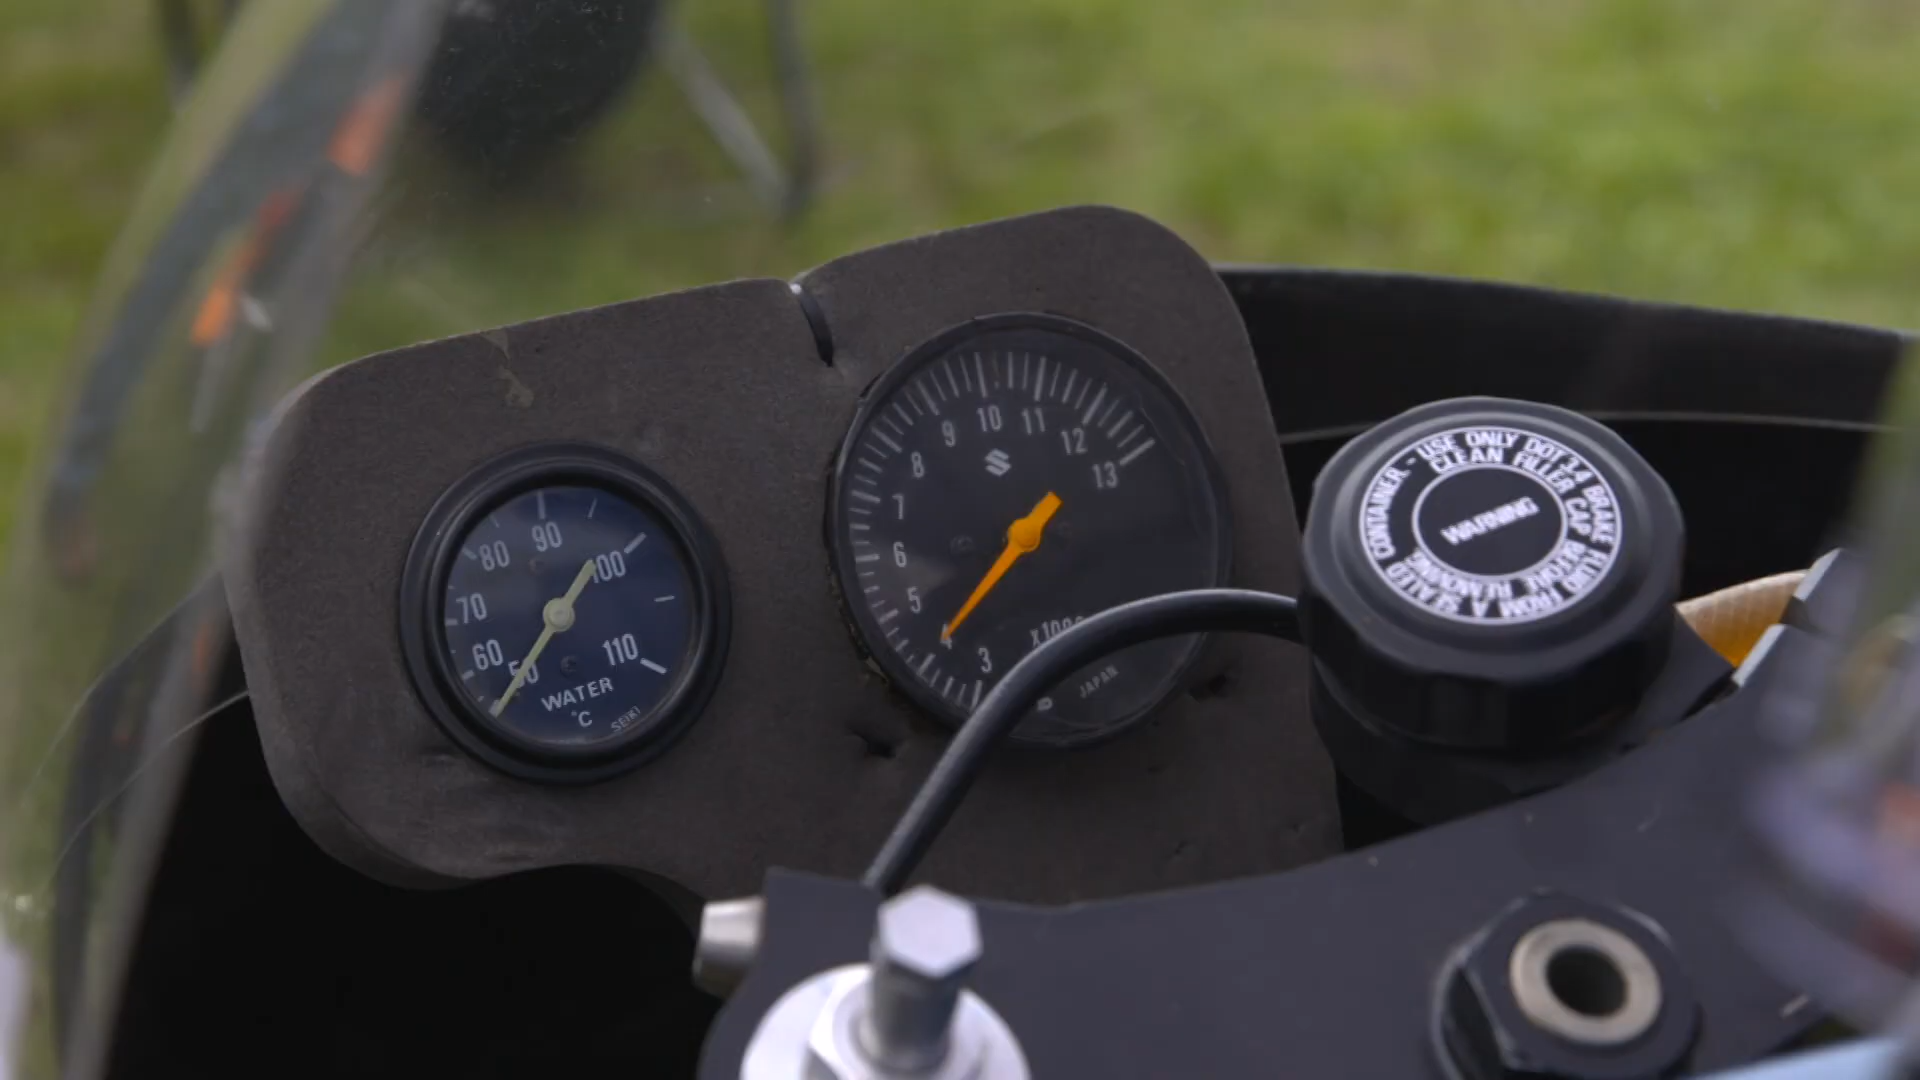 50
60
70
80
90
100
110
WATER
°C
SEIKI
3
4
5
6
7
8
9
10
11
12
13
JAPAN
WARNING
CLEAN FILLER CAP BEFORE REMOVING.
USE ONLY DOT 3.4 BRAKE FLUID FROM A SEALED CONTAINER.